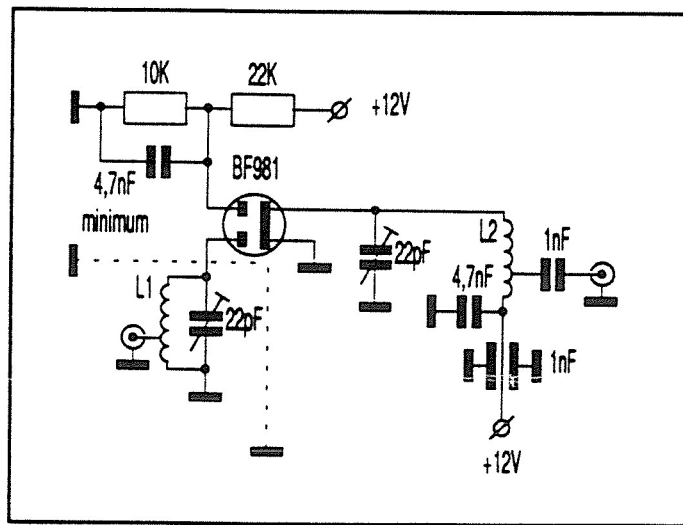 10K
22K
+12V
BF981
4,7nF
minimum
L1
22pF
22pF
L2
1nF
4,7nF
1nF
+12V